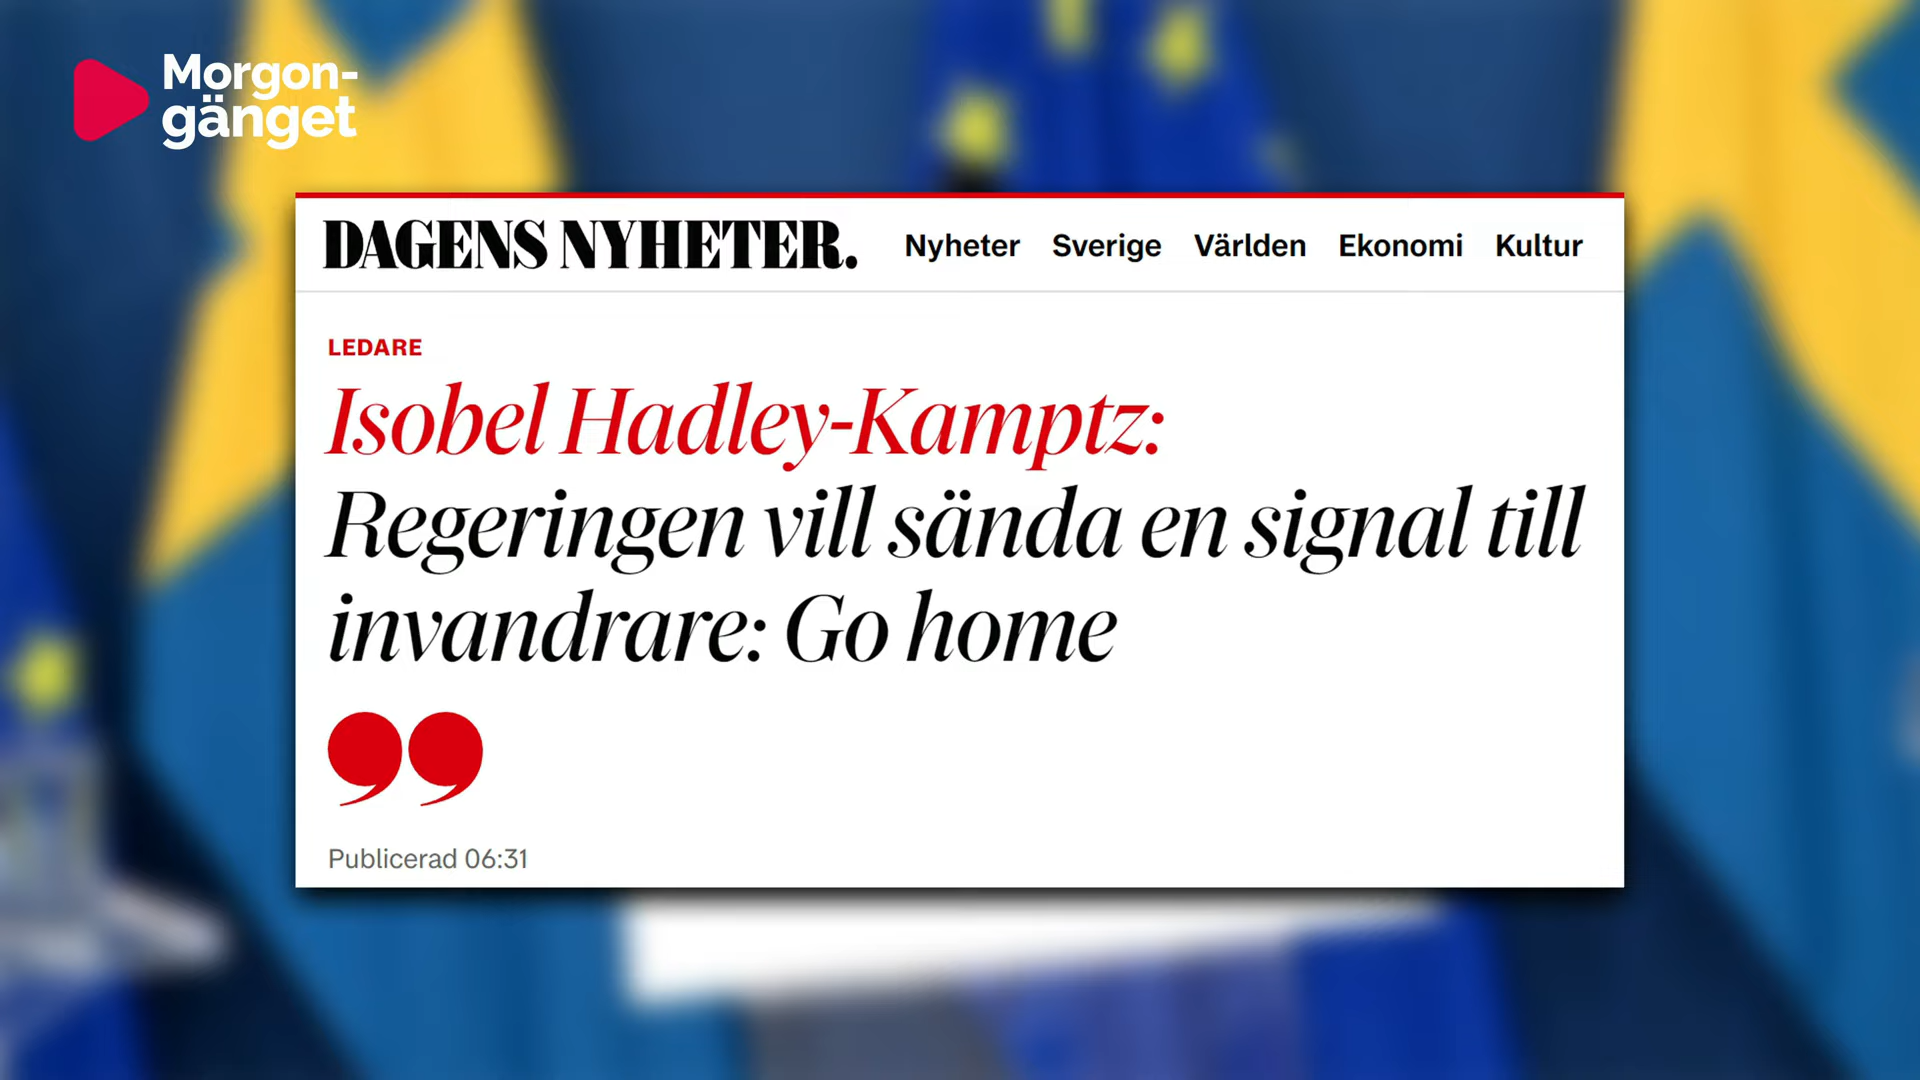 Morgon-
gänget
DAGENS NYHETER.
Nyheter Sverige Världen Ekonomi Kultur
LEDARE
Isobel Hadley-Kamptz:
Regeringen vill sända en signal till
invandrare: Go home
”
Publicerad 06:31